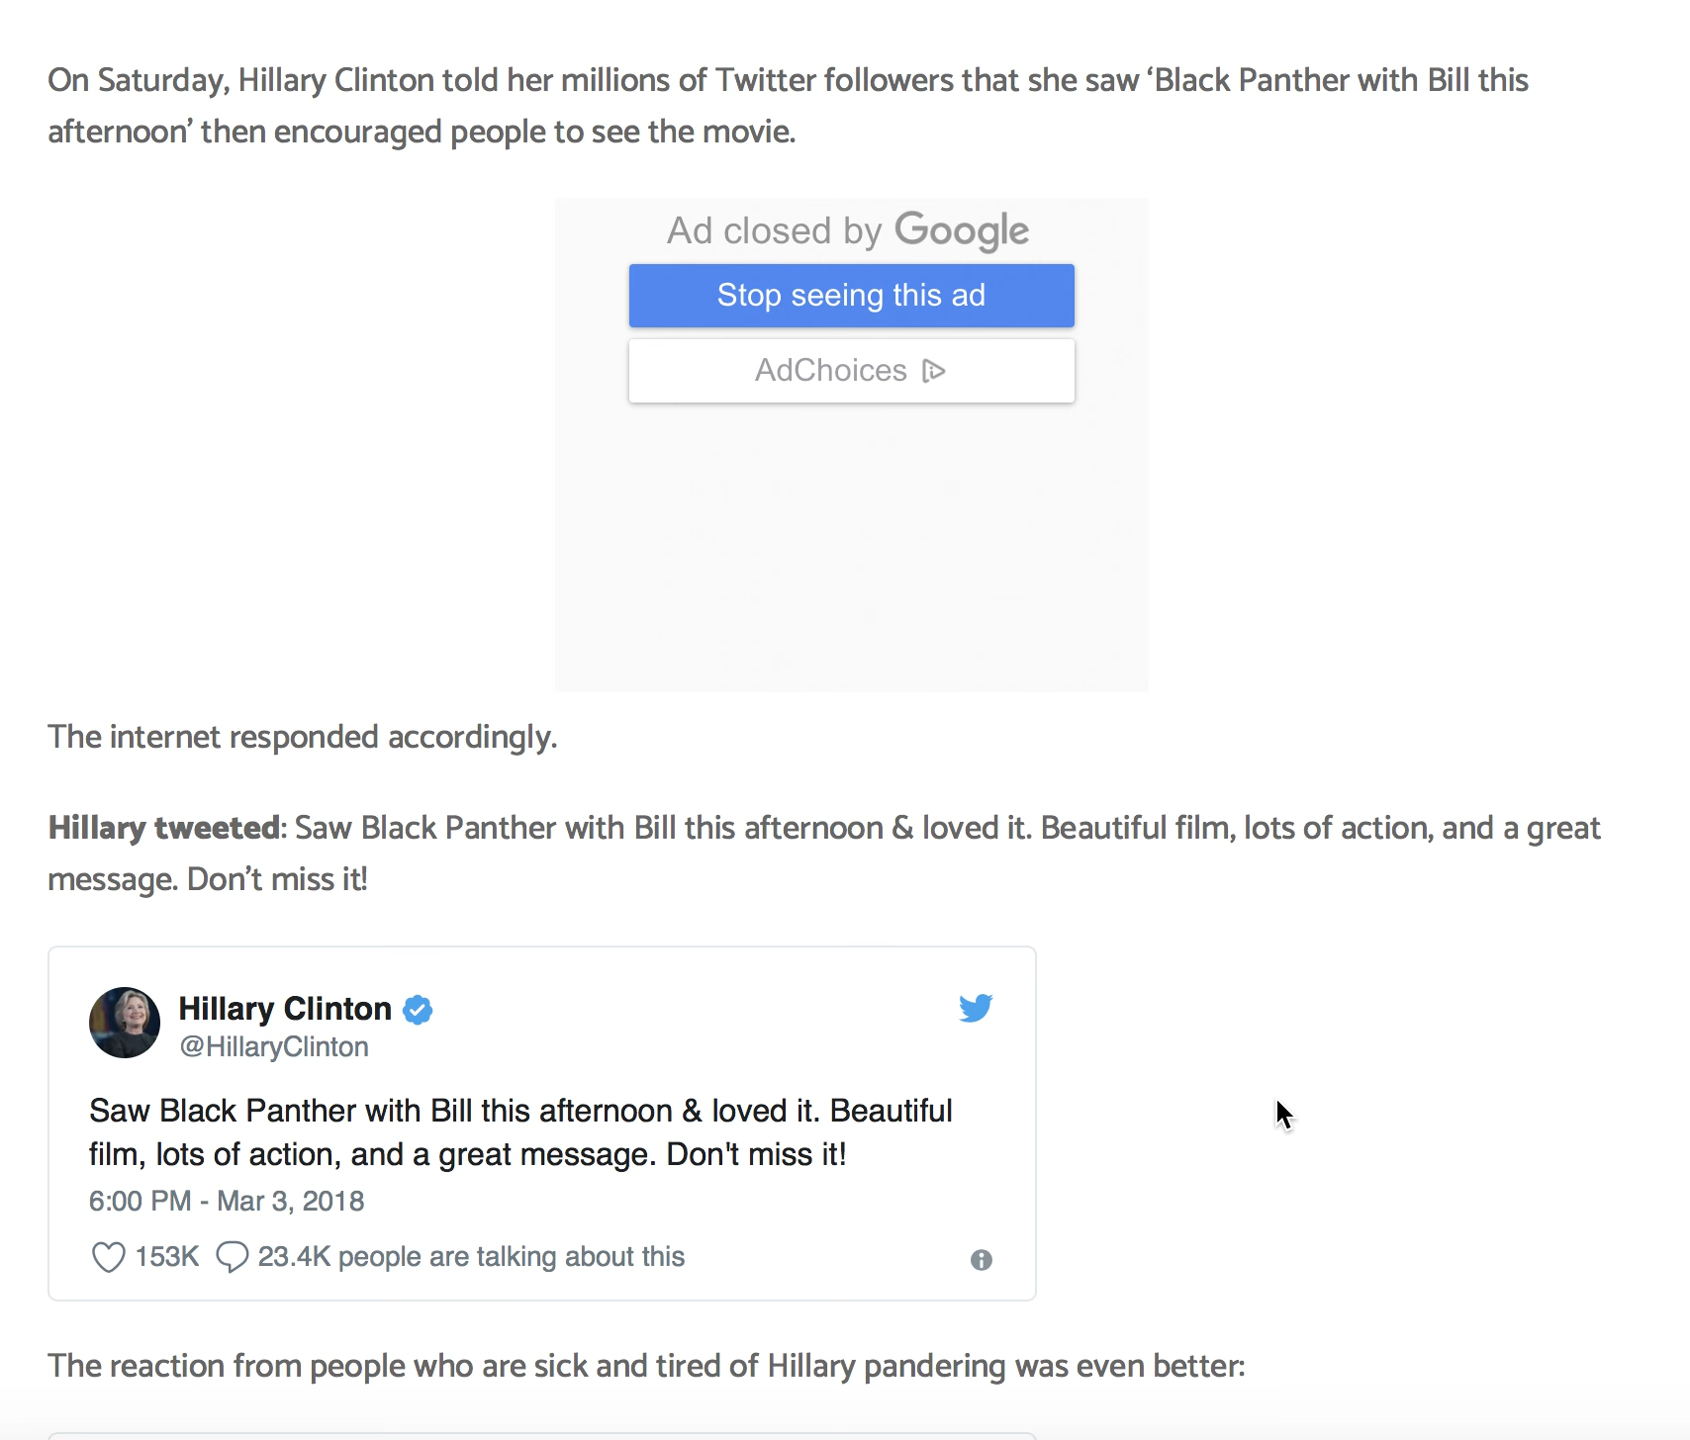 On Saturday, Hillary Clinton told her millions of Twitter followers that she saw ‘Black Panther with Bill this
afternoon’ then encouraged people to see the movie.
Ad closed by Google
Stop seeing this ad
AdChoices
The internet responded accordingly.
Hillary tweeted: Saw Black Panther with Bill this afternoon & loved it. Beautiful film, lots of action, and a great
message. Don’t miss it!
Hillary Clinton
@HillaryClinton
Saw Black Panther with Bill this afternoon & loved it. Beautiful
film, lots of action, and a great message. Don't miss it!
6:00 PM - Mar 3, 2018
153K 23.4K people are talking about this
The reaction from people who are sick and tired of Hillary pandering was even better: